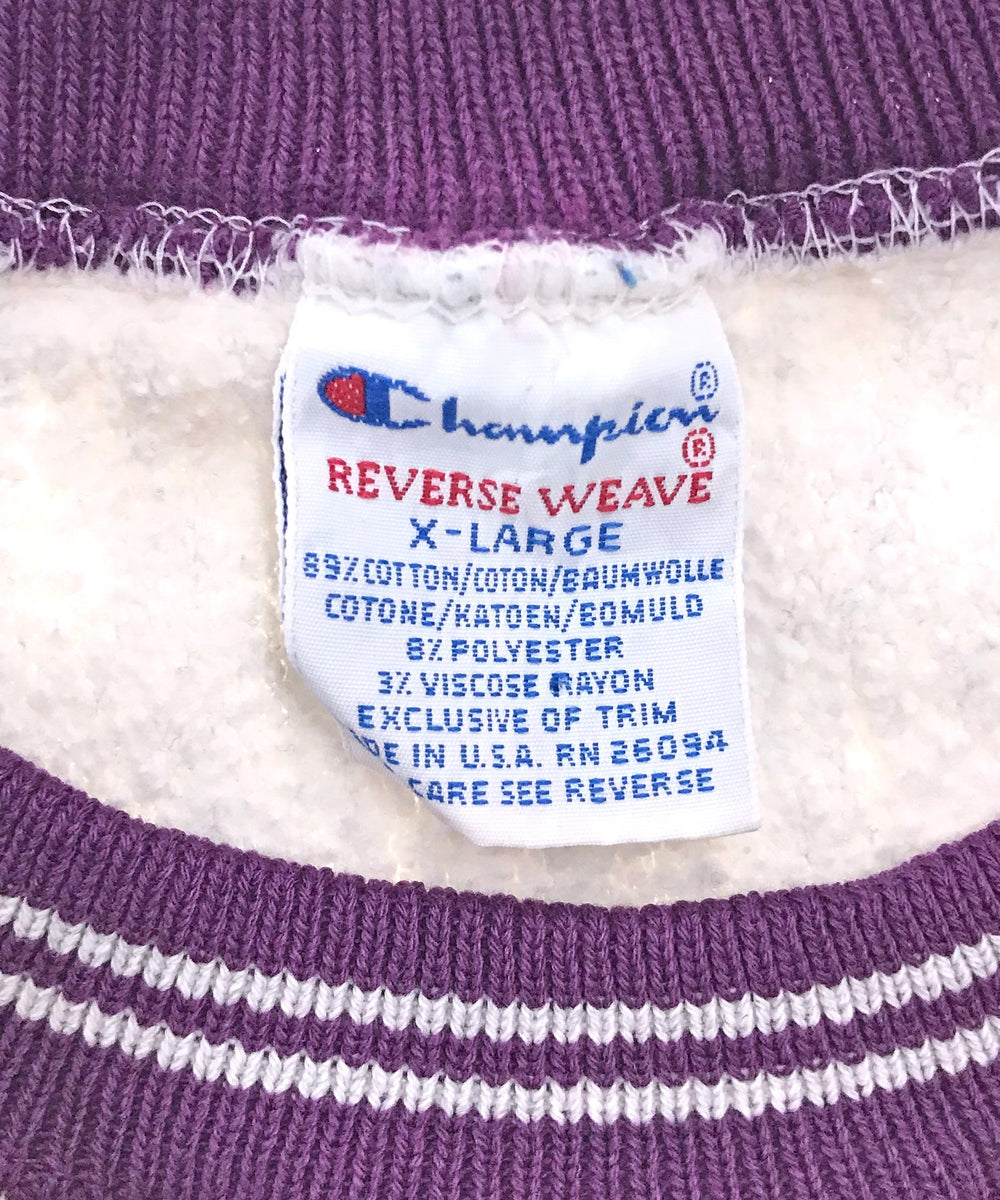 Champion®
REVERSE WEAVE®
X-LARGE
89% COTTON/COTON/BAUMWOLLE
COTONE/KATOEN/BOMULD
8% POLYESTER
3% VISCOSE RAYON
EXCLUSIVE OF TRIM
DE IN U.S.A. RN 26094
CARE SEE REVERSE